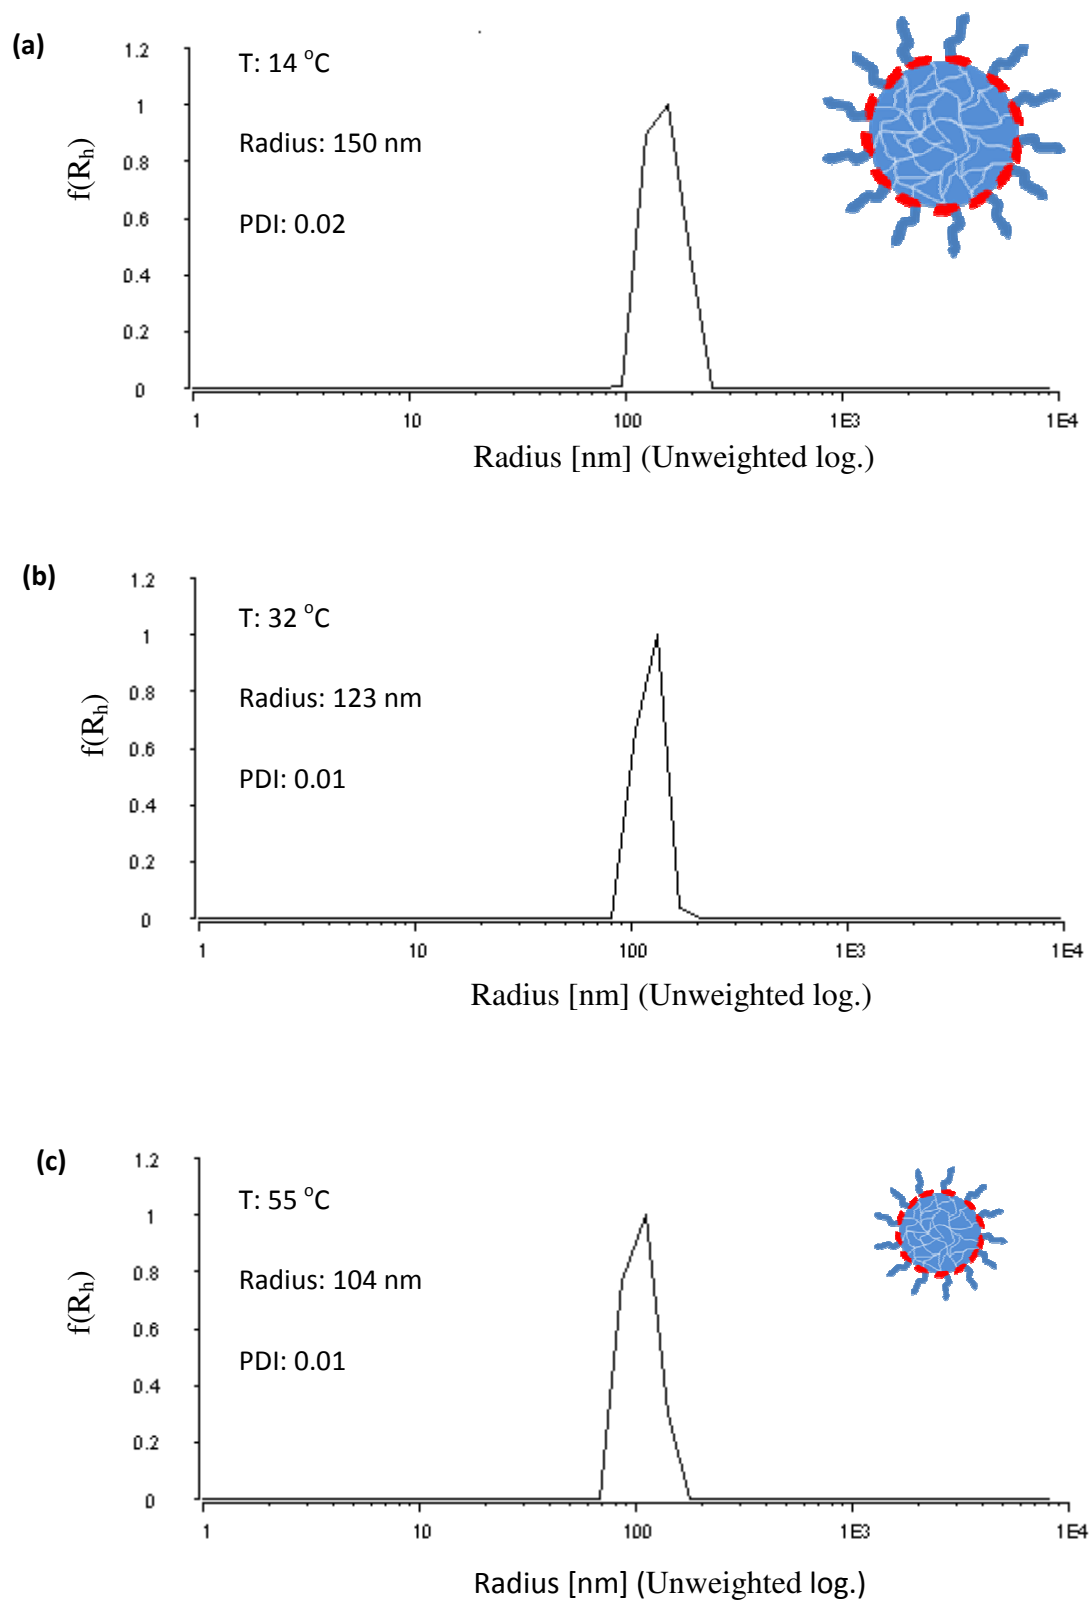 (a)
T: 14 °C
Radius: 150 nm
PDI: 0.02
f(Rₕ)
1.2
1
0.8
0.6
0.4
0.2
0
1 10 100 1E3 1E4
Radius [nm] (Unweighted log.)
(b)
T: 32 °C
Radius: 123 nm
PDI: 0.01
f(Rₕ)
1.2
1
0.8
0.6
0.4
0.2
0
1 10 100 1E3 1E4
Radius [nm] (Unweighted log.)
(c)
T: 55 °C
Radius: 104 nm
PDI: 0.01
f(Rₕ)
1.2
1
0.8
0.6
0.4
0.2
0
1 10 100 1E3 1E4
Radius [nm] (Unweighted log.)